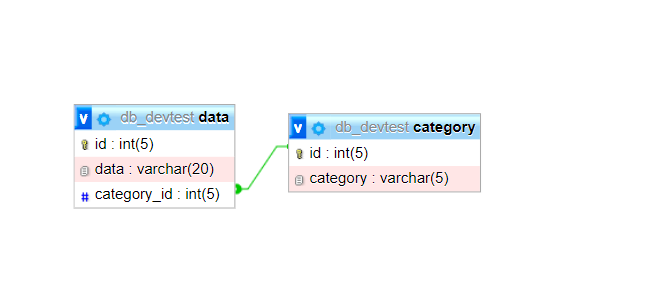 v db_devtest data
id : int(5)
data : varchar(20)
# category_id : int(5)
v db_devtest category
id : int(5)
category : varchar(5)